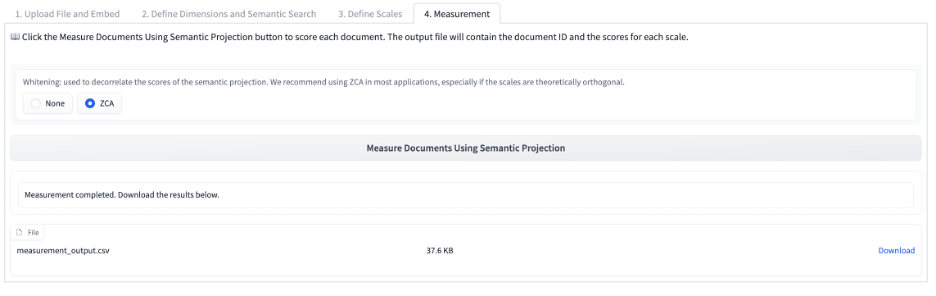 1. Upload File and Embed 2. Define Dimensions and Semantic Search 3. Define Scales 4. Measurement
Click the Measure Documents Using Semantic Projection button to score each document. The output file will contain the document ID and the scores for each scale.
Whitening: used to decorrelate the scores of the semantic projection. We recommend using ZCA in most applications, especially if the scales are theoretically orthogonal.
None ZCA
Measure Documents Using Semantic Projection
Measurement completed. Download the results below.
File
measurement_output.csv 37.6 KB Download